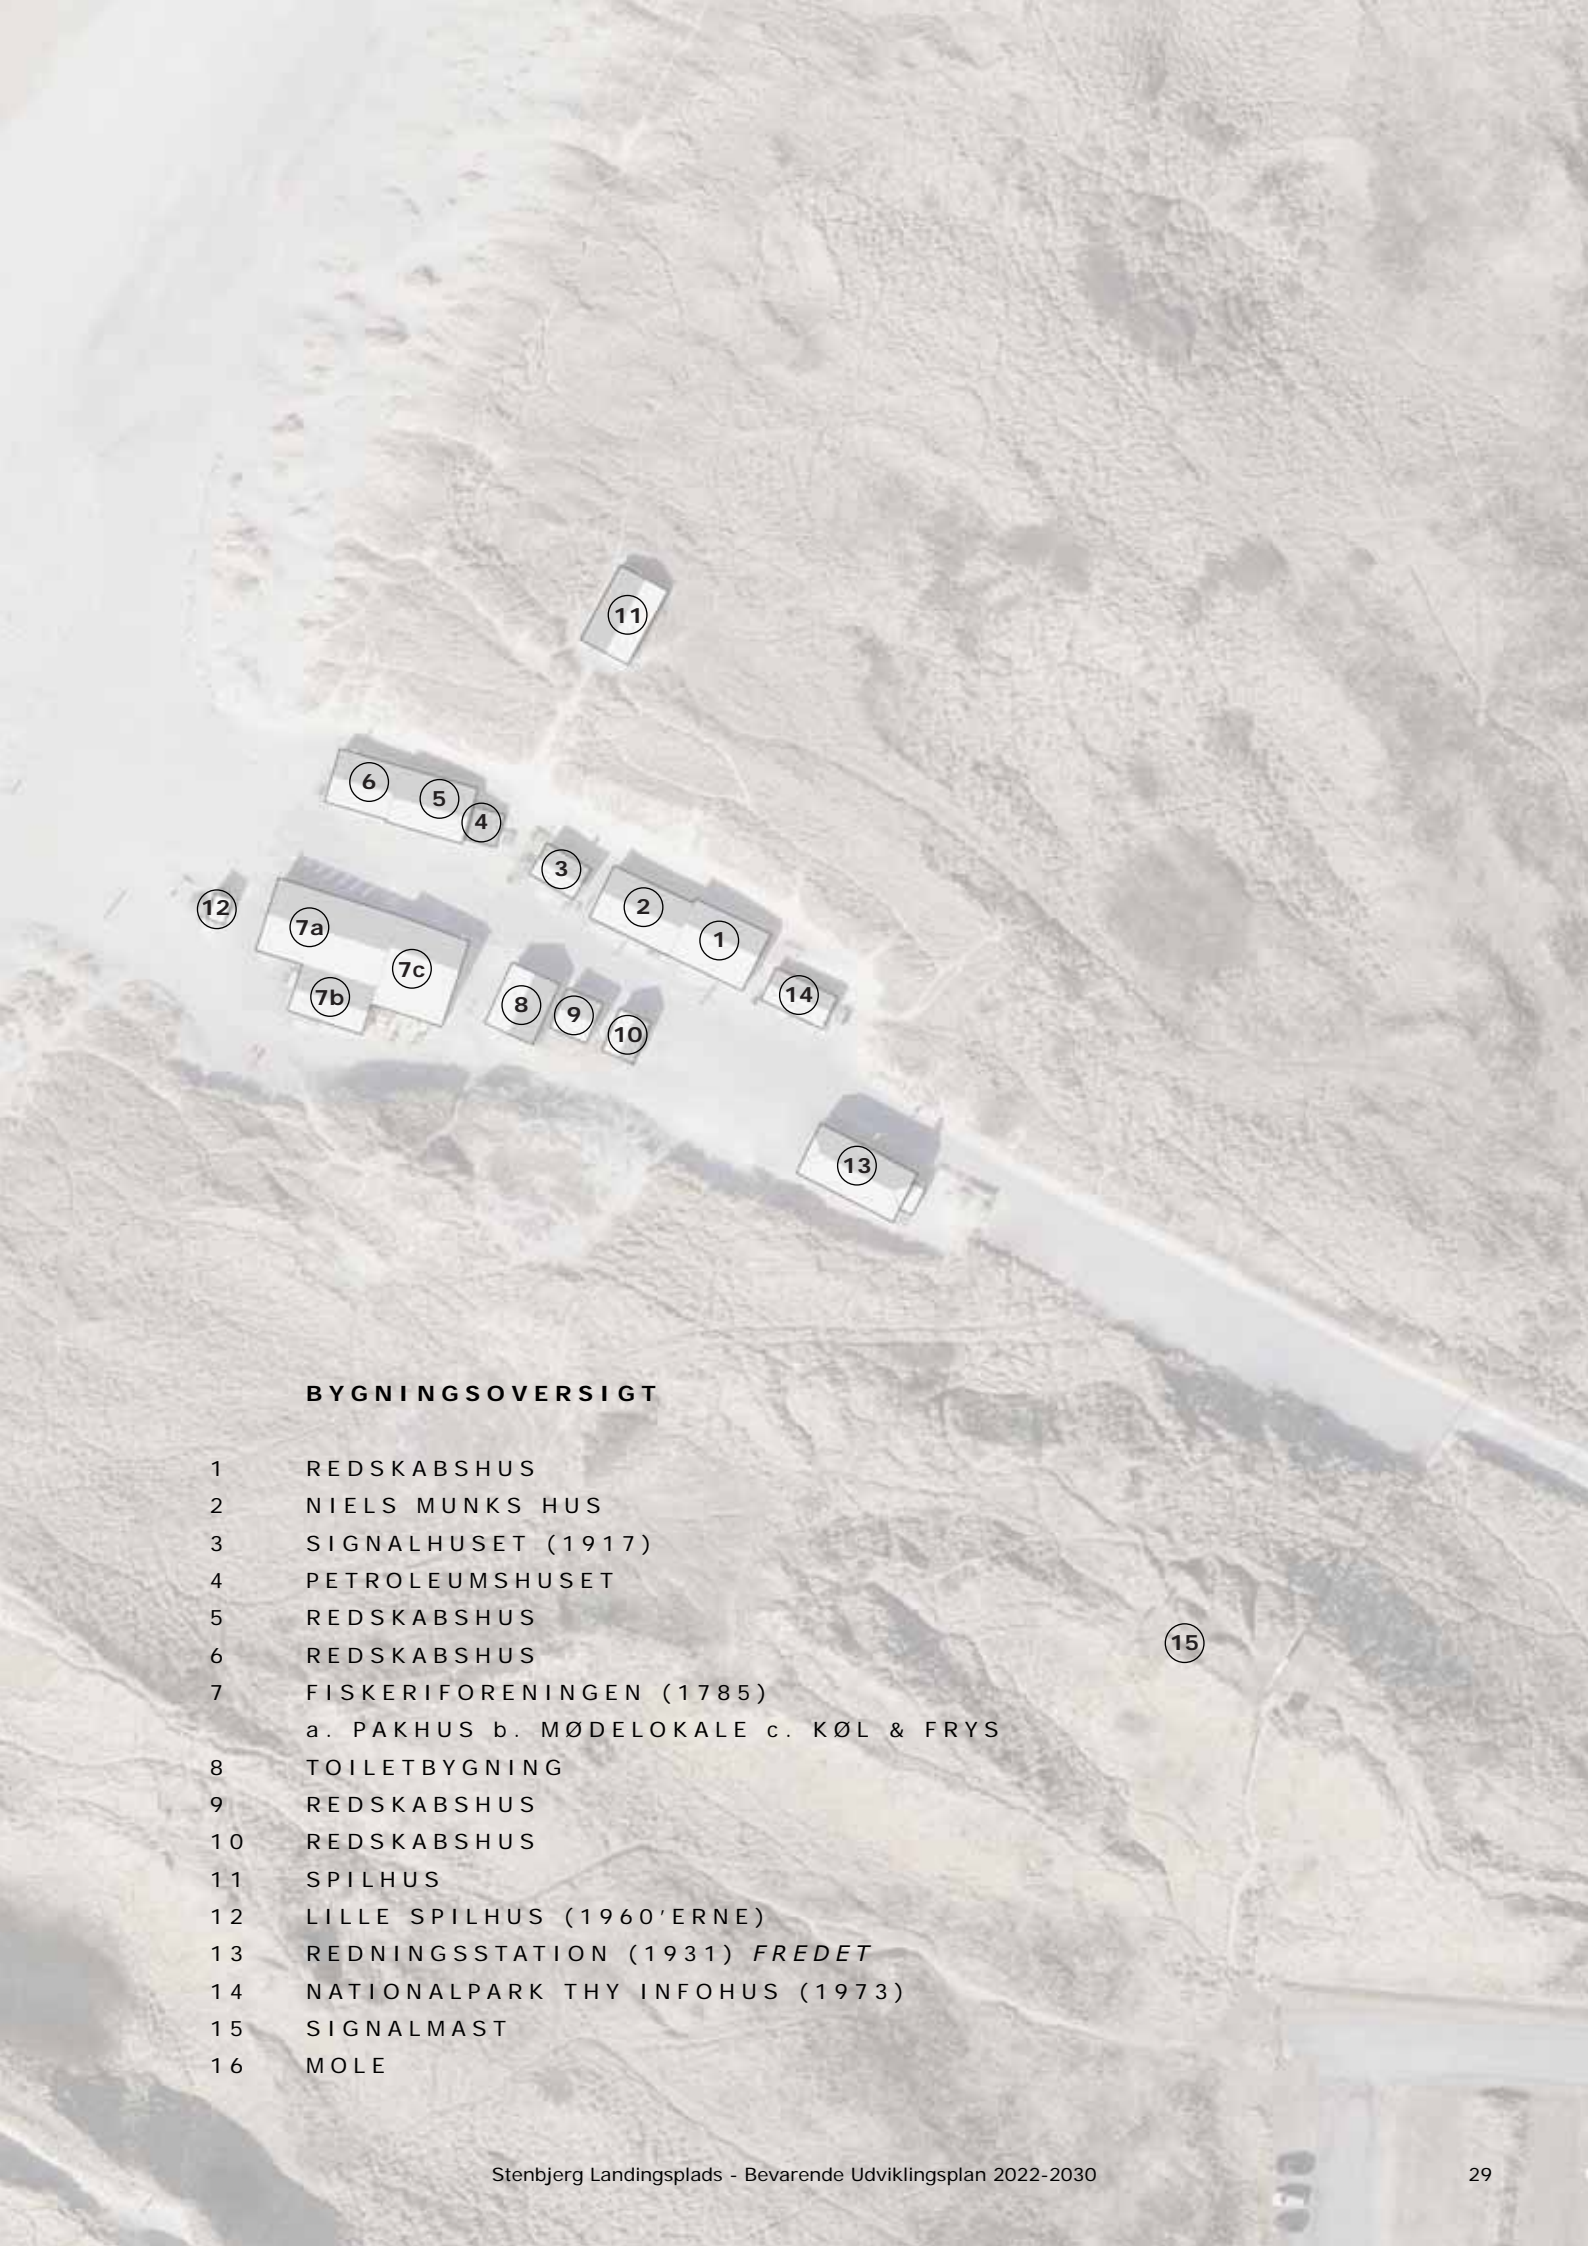 11
6
5
4
3
2
1
12
7a
7c
7b
8
9
10
14
13
BYGNINGSOVERSIGT
1 REDSKABSHUS
2 NIELS MUNKS HUS
3 SIGNALHUSET (1917)
4 PETROLEUMSHUSET
5 REDSKABSHUS
6 REDSKABSHUS
7 FISKERIFORENINGEN (1785)
a. PAKHUS b. MØDELOKALE c. KØL & FRYS
8 TOILETBYGNING
9 REDSKABSHUS
10 REDSKABSHUS
11 SPILHUS
12 LILLE SPILHUS (1960'ERNE)
13 REDNINGSSTATION (1931) FREDET
14 NATIONALPARK THY INFOHUS (1973)
15 SIGNALMAST
16 MOLE
15
Stenbjerg Landingsplads - Bevarende Udviklingsplan 2022-2030
29